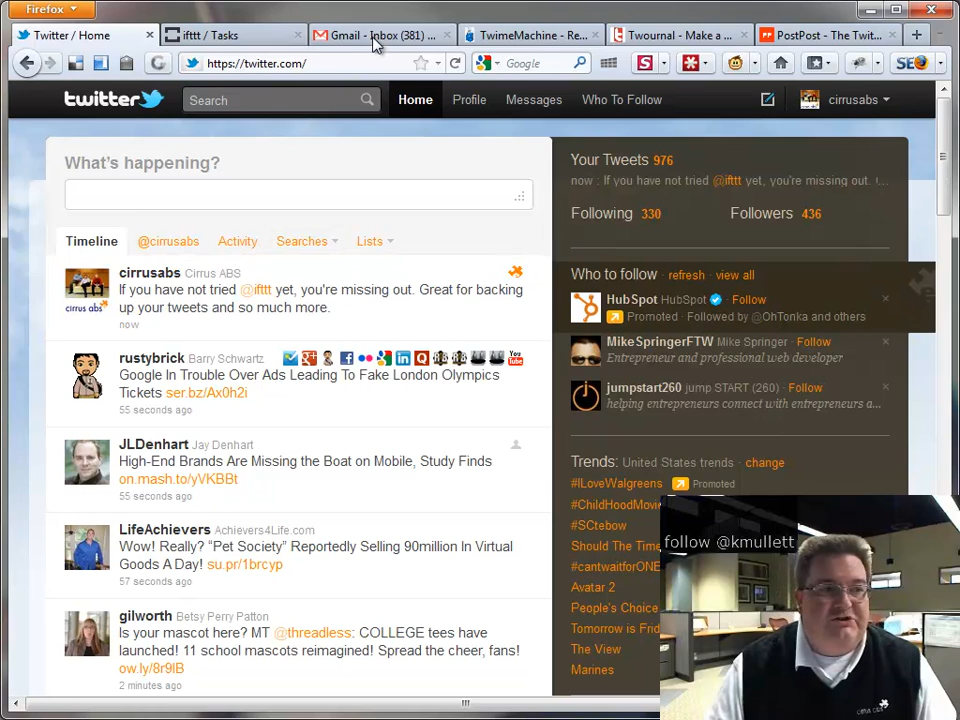 Firefox
Twitter / Home
ifttt / Tasks
Gmail - Inbox (381) ...
TwimeMachine - Re...
Twournal - Make a ...
PostPost - The Twit...
https://twitter.com/
Google
SEO
twitter
Search
Home
Profile
Messages
Who To Follow
cirrusabs
What's happening?
Timeline
@cirrusabs
Activity
Searches
Lists
cirrusabs Cirrus ABS
If you have not tried @ifttt yet, you're missing out. Great for backing
up your tweets and so much more.
now
cirrus abs
rustybrick Barry Schwartz
Google In Trouble Over Ads Leading To Fake London Olympics
Tickets ser.bz/Ax0h2i
55 seconds ago
JLDenhart Jay Denhart
High-End Brands Are Missing the Boat on Mobile, Study Finds
on.mash.to/yVKBBt
55 seconds ago
LifeAchievers Achievers4Life.com
Wow! Really? “Pet Society” Reportedly Selling 90million In Virtual
Goods A Day! su.pr/1brcyp
57 seconds ago
gilworth Betsy Perry Patton
Is your mascot here? MT @threadless: COLLEGE tees have
launched! 11 school mascots reimagined! Spread the cheer, fans!
ow.ly/8r9lB
2 minutes ago
Your Tweets 976
now : If you have not tried @ifttt yet, you're missing out. ...
Following 330
Followers 436
Who to follow · refresh · view all
HubSpot HubSpot · Follow
Promoted · Followed by @OhTonka and others
MikeSpringerFTW Mike Springer · Follow
Entrepreneur and professional web developer
jumpstart260 jump START (260) · Follow
helping entrepreneurs connect with entrepreneurs a...
Trends: United States trends · change
#ILoveWalgreens Promoted
#SCtebow
Should The
#cantwaitforONE
Avatar 2
People's Choice
Tomorrow is Frid
The View
Marines
follow @kmullett